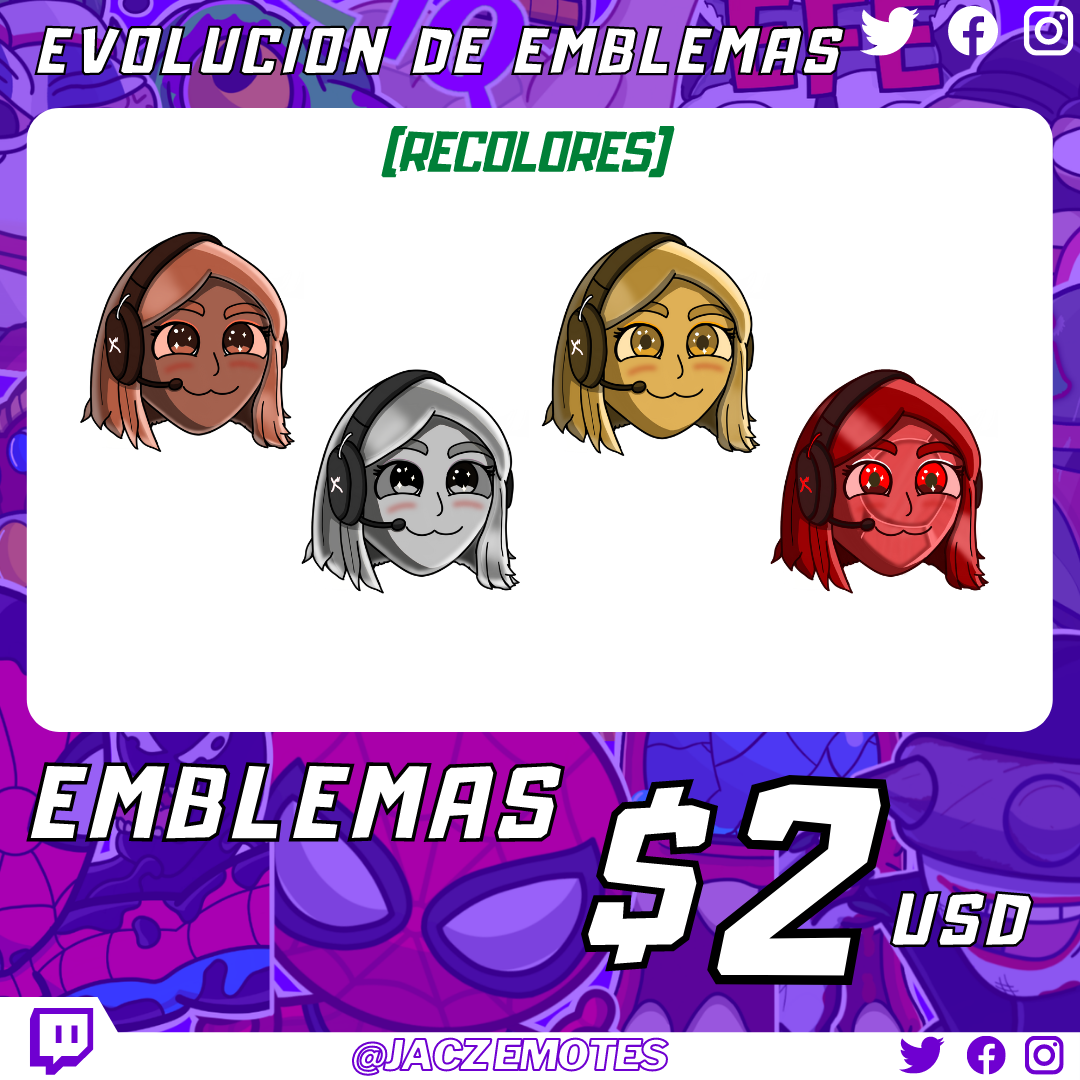 EVOLUCION DE EMBLEMAS
(RECOLORES)
EMBLEMAS
$2 USD
@JACZEMOTES